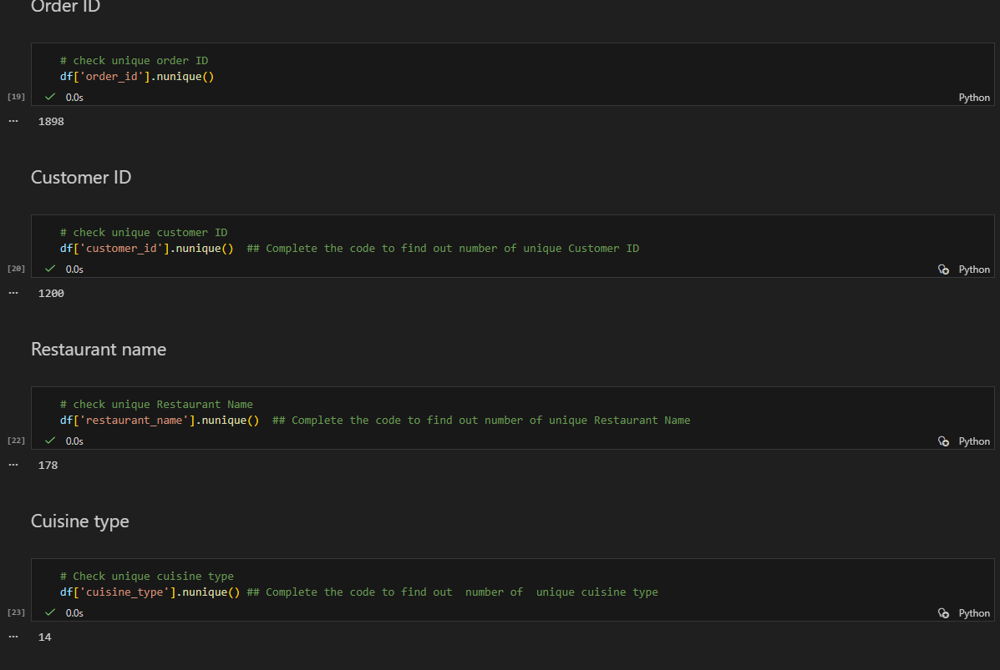 Order ID
# check unique order ID
df['order_id'].nunique()
[19]
0.0s
Python
... 1898
Customer ID
# check unique customer ID
df['customer_id'].nunique()  ## Complete the code to find out number of unique Customer ID
[20]
0.0s
Python
... 1200
Restaurant name
# check unique Restaurant Name
df['restaurant_name'].nunique()  ## Complete the code to find out number of unique Restaurant Name
[22]
0.0s
Python
... 178
Cuisine type
# Check unique cuisine type
df['cuisine_type'].nunique() ## Complete the code to find out  number of  unique cuisine type
[23]
0.0s
Python
... 14